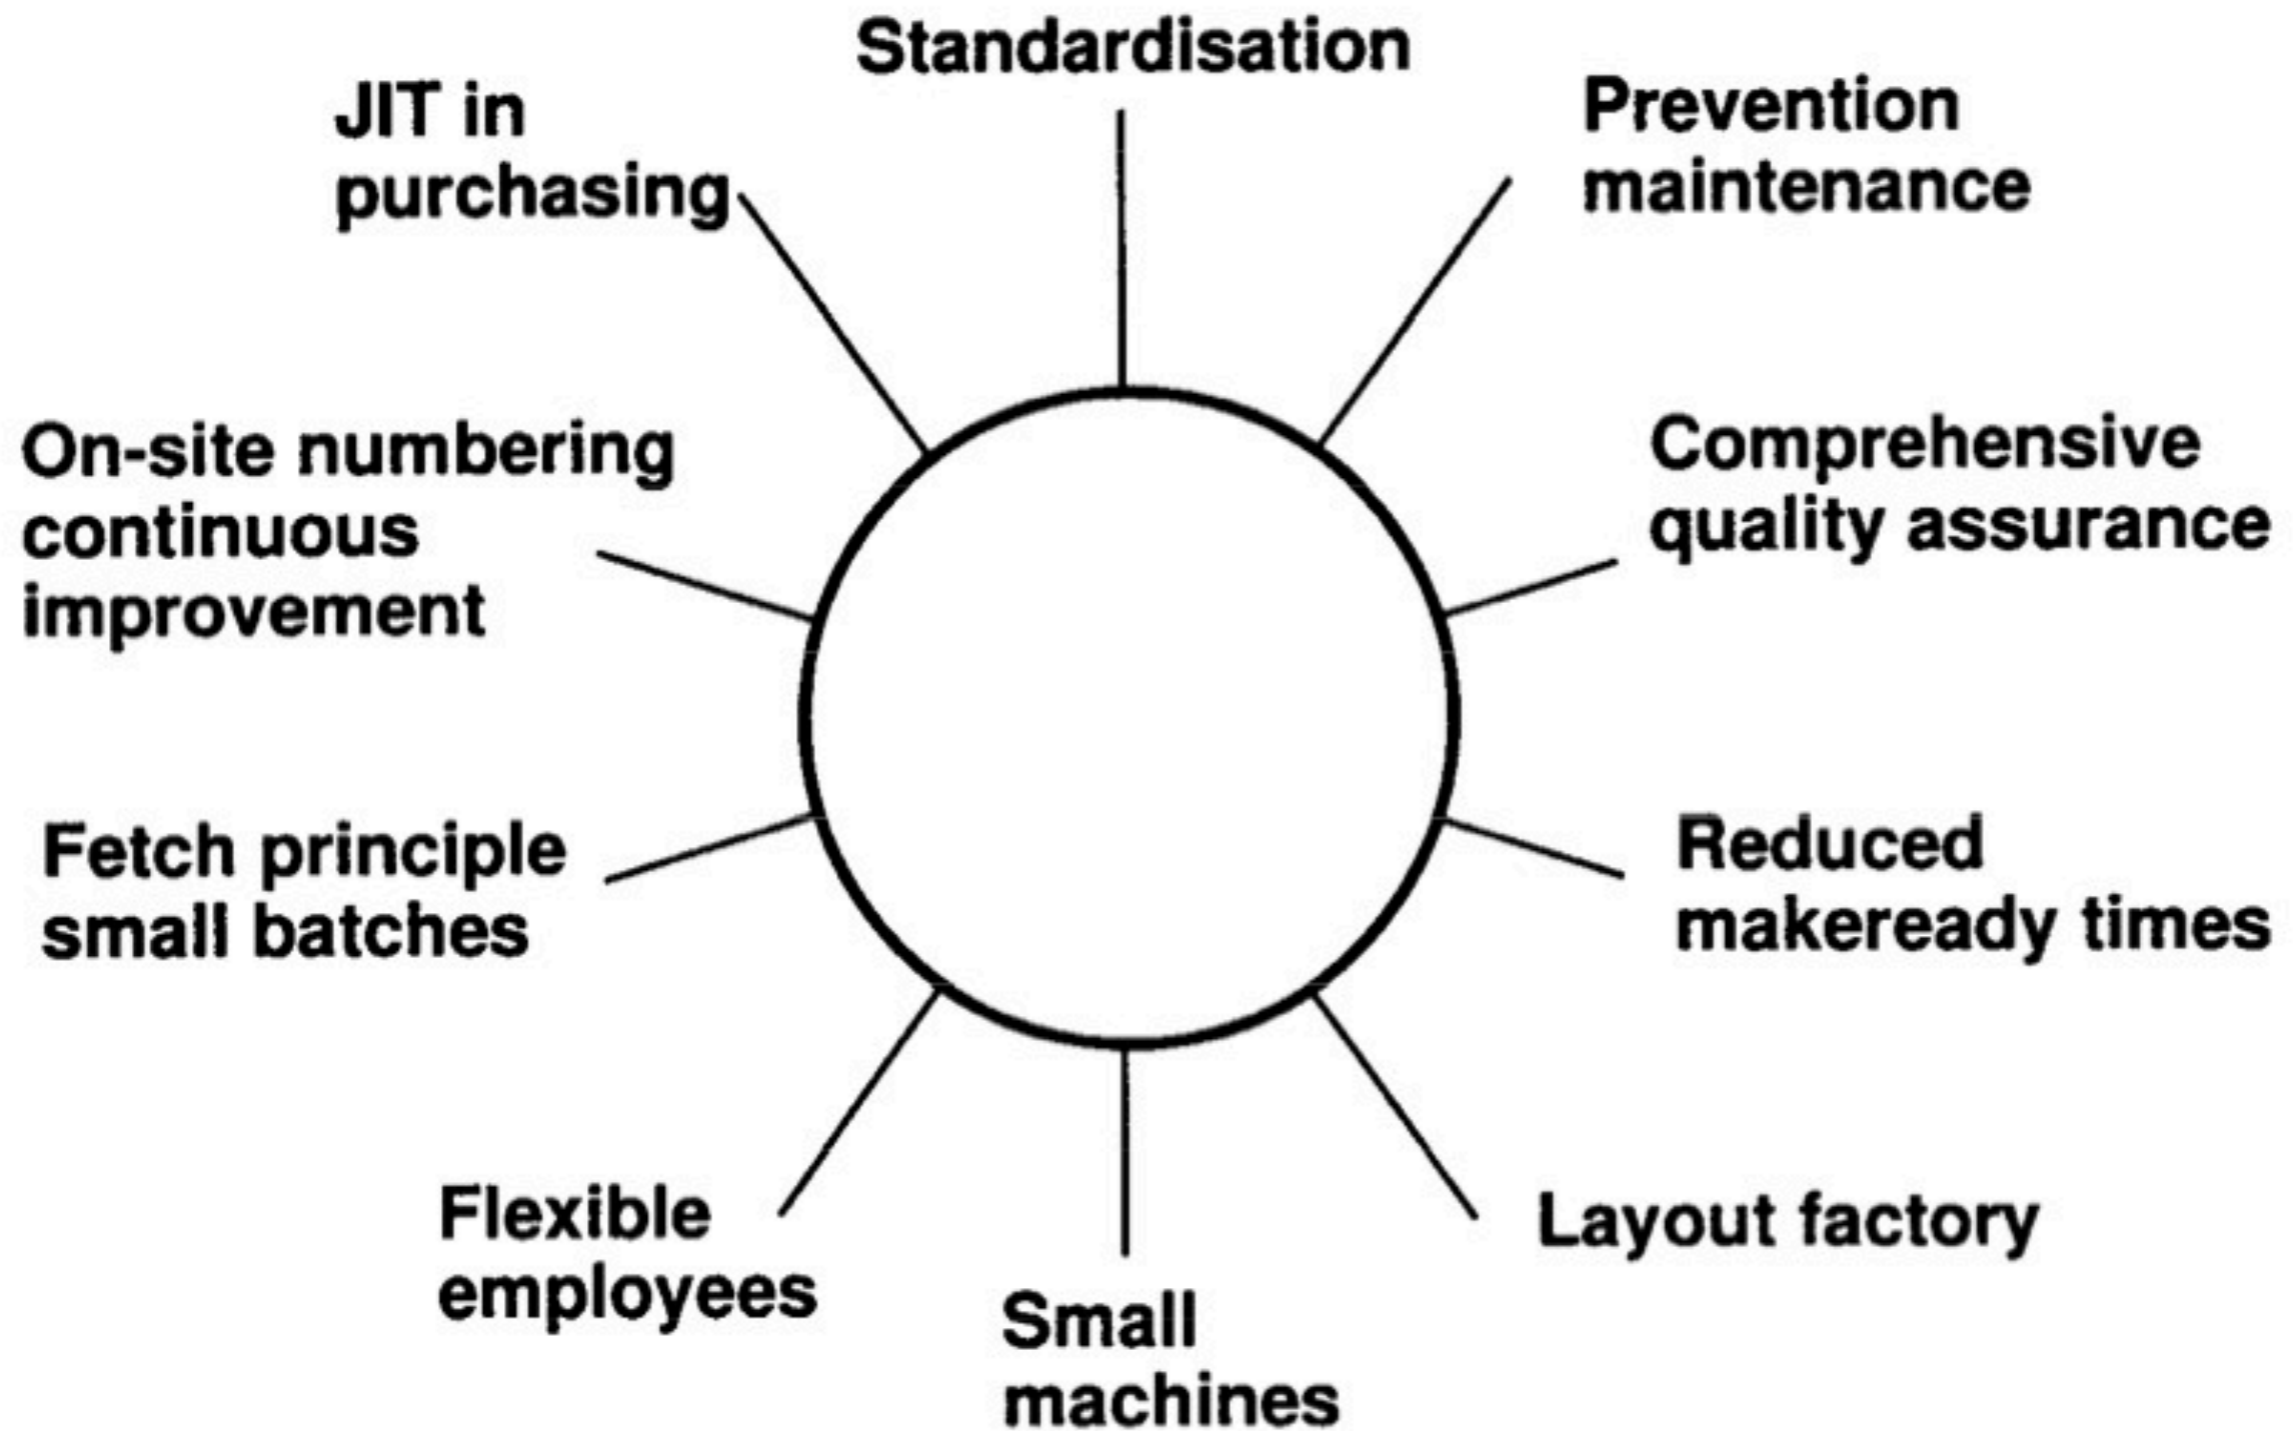 Standardisation
JIT in
purchasing
Prevention
maintenance
On-site numbering
continuous
improvement
Comprehensive
quality assurance
Fetch principle
small batches
Reduced
makeready times
Flexible
employees
Small
machines
Layout factory